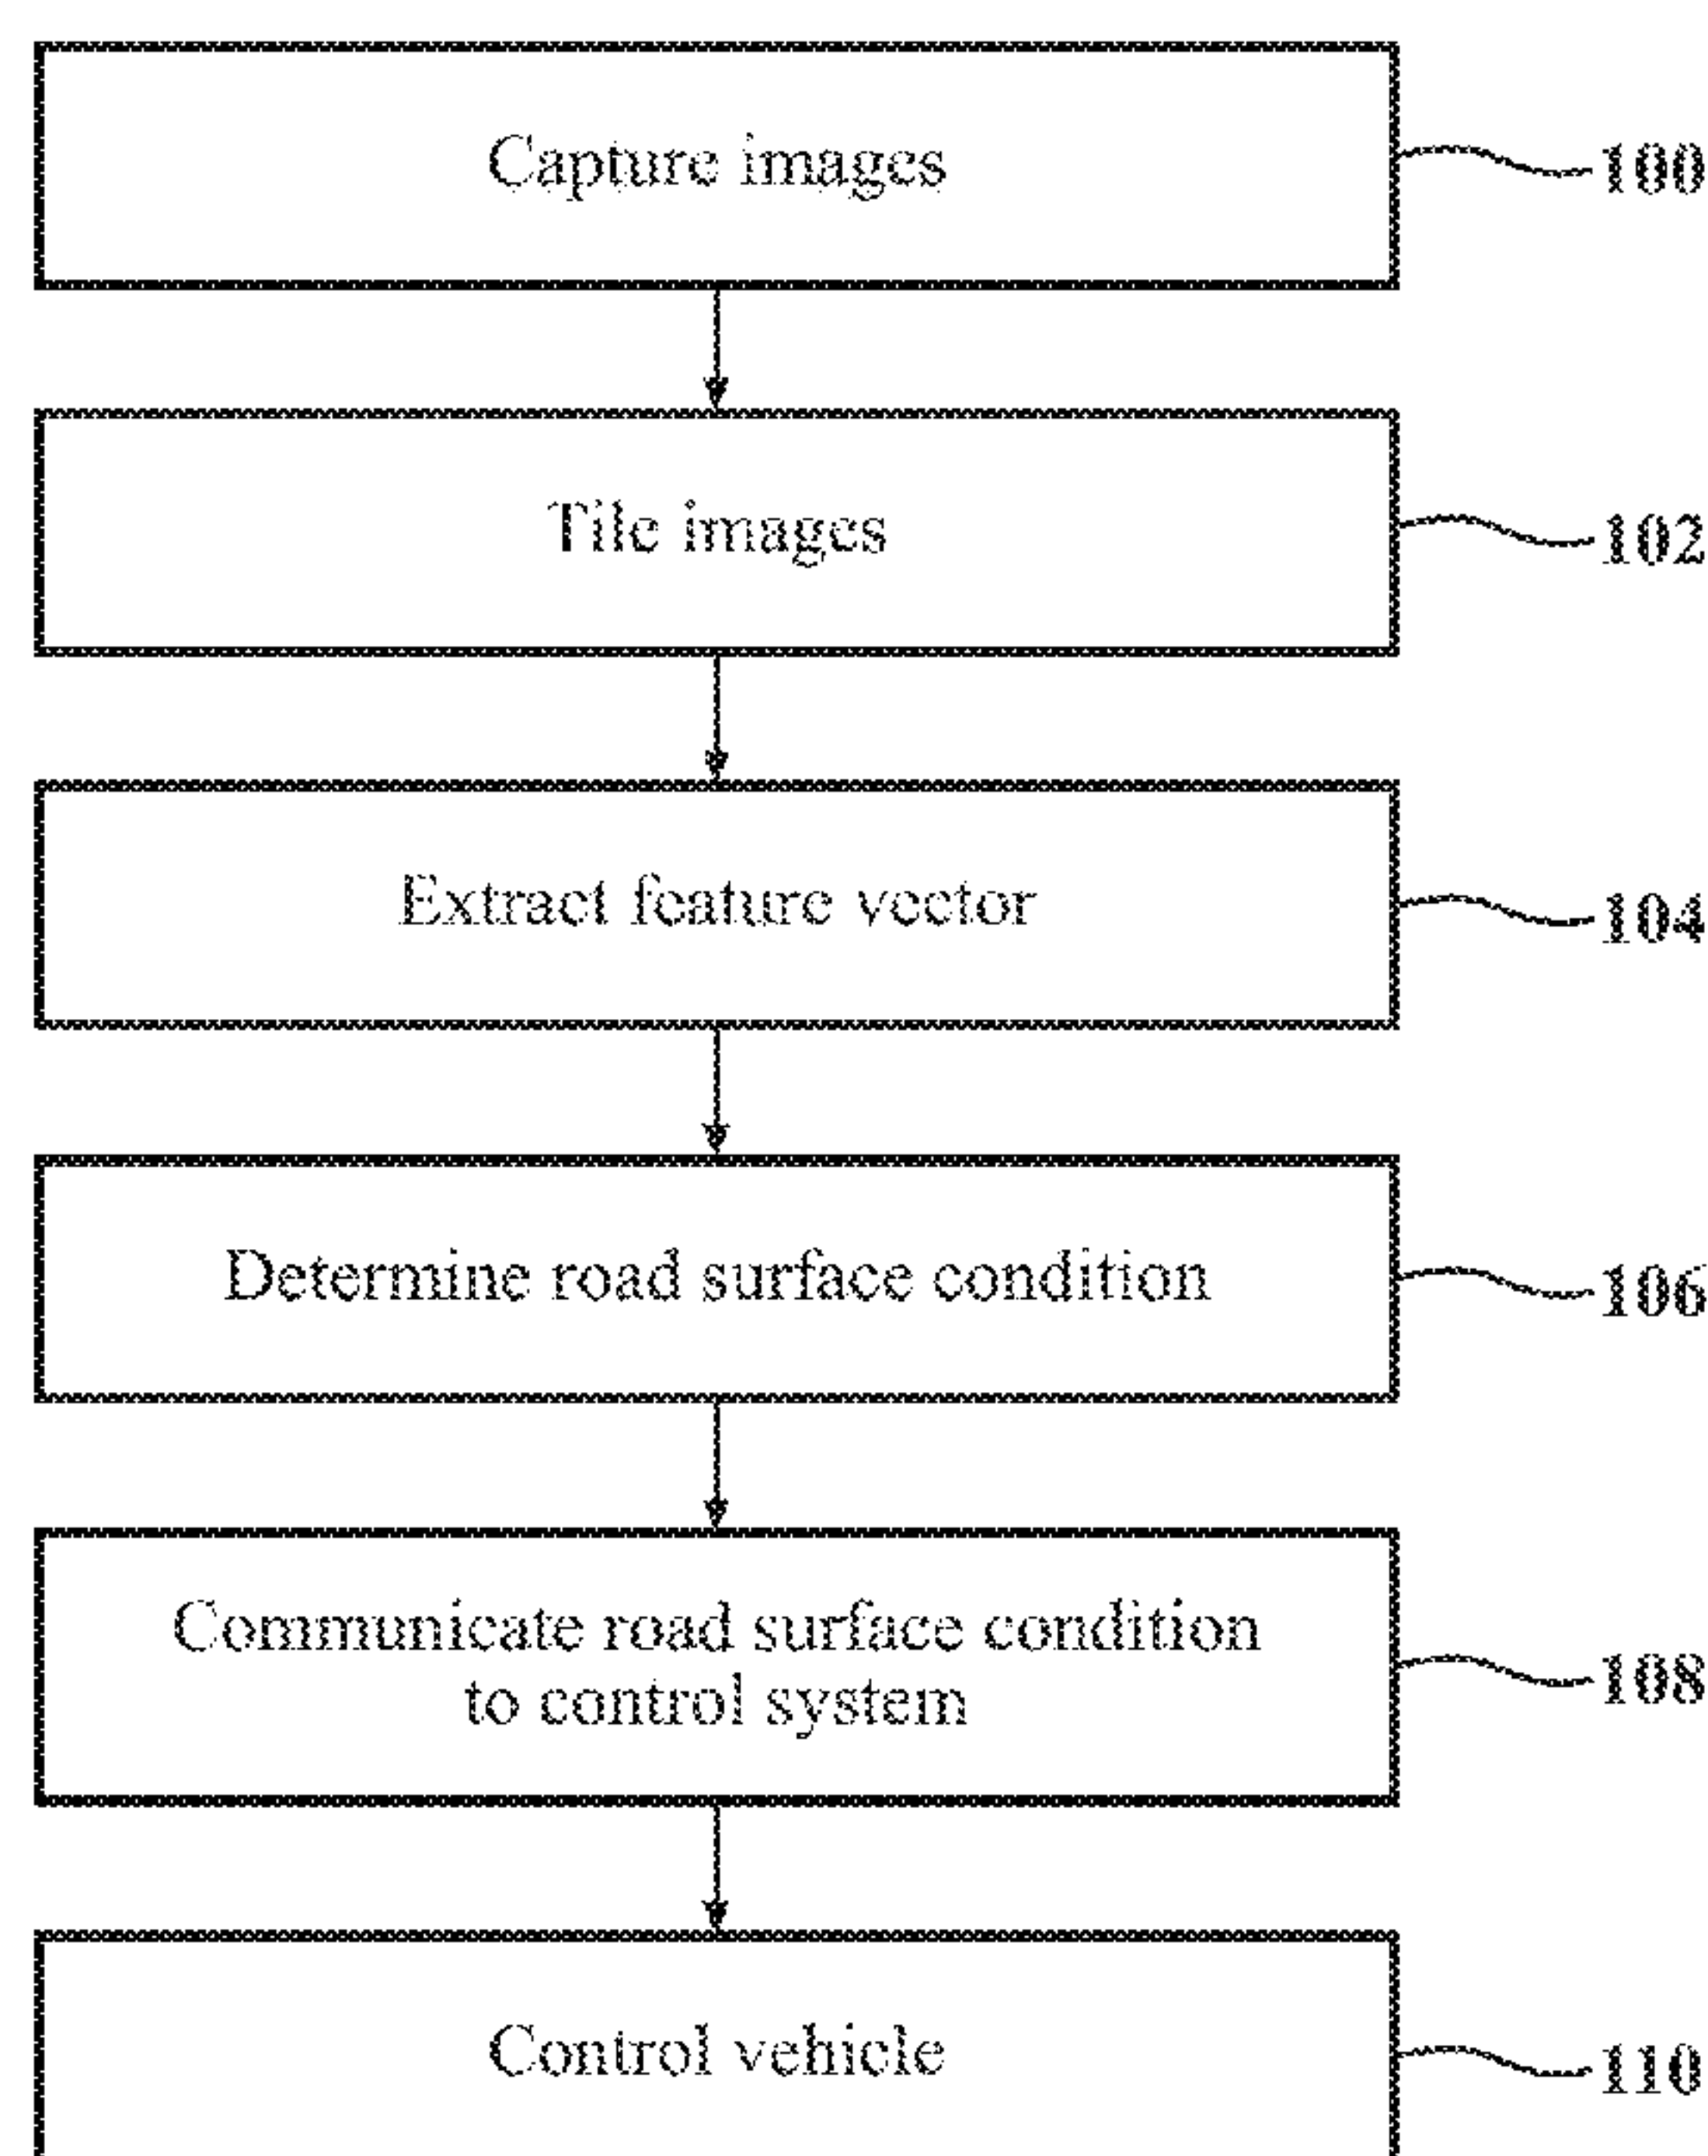 Capture images
100
Tile images
102
Extract feature vector
104
Determine road surface condition
106
Communicate road surface condition
to control system
108
Control vehicle
110